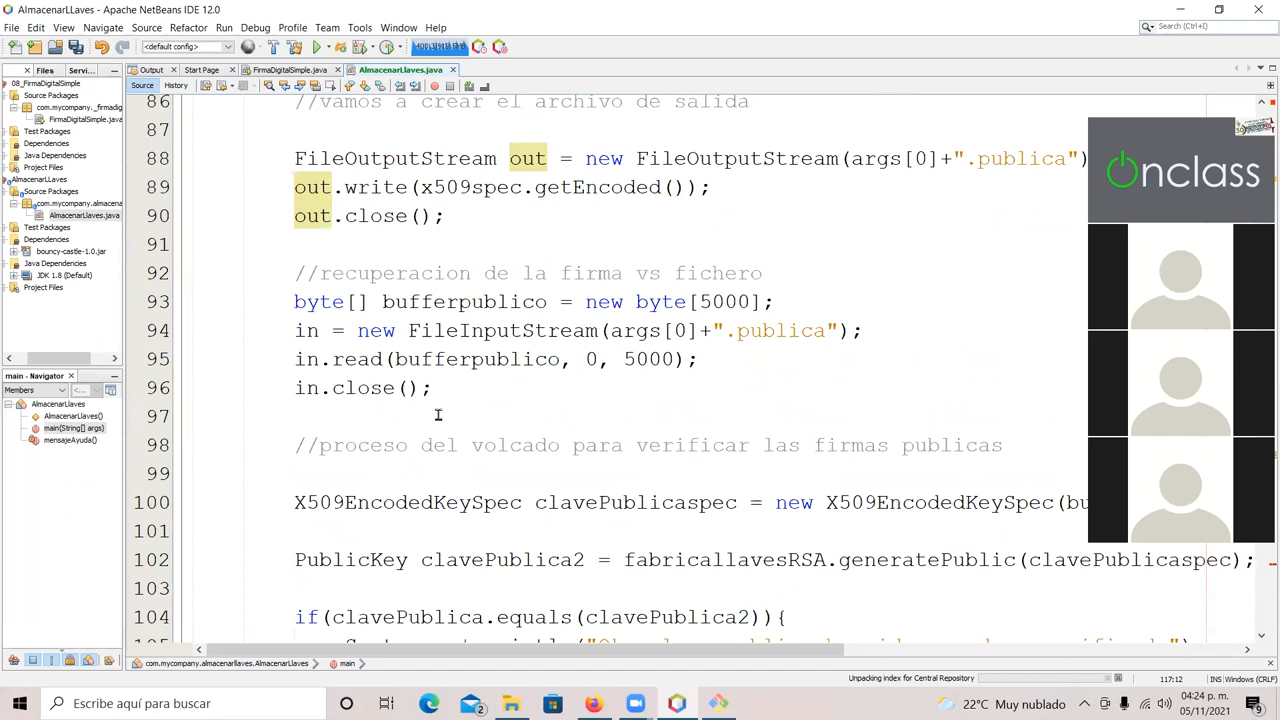 AlmacenarLLaves - Apache NetBeans IDE 12.0
File Edit View Navigate Source Refactor Run Debug Profile Team Tools Window Help
Search (Ctrl+I)
<default config>
Files Servi...
Output Start Page FirmaDigitalSimple.java AlmacenarLlaves.java
Source History
08_FirmaDigitalSimple
Source Packages
com.mycompany._firmadig
FirmaDigitalSimple.java
Test Packages
Dependencies
Java Dependencies
Project Files
AlmacenarLLaves
Source Packages
com.mycompany.almacena
AlmacenarLlaves.java
Test Packages
Dependencies
bouncy-castle-1.0.jar
Java Dependencies
JDK 1.8 (Default)
Project Files
main - Navigator
Members <...
AlmacenarLlaves
AlmacenarLlaves()
main(String[] args)
mensajeAyuda()
86 //vamos a crear el archivo de salida
87
88 FileOutputStream out = new FileOutputStream(args[0]+".publica")
89 out.write(x509spec.getEncoded());
90 out.close();
91
92 //recuperacion de la firma vs fichero
93 byte[] bufferpublico = new byte[5000];
94 in = new FileInputStream(args[0]+".publica");
95 in.read(bufferpublico, 0, 5000);
96 in.close();
97
98 //proceso del volcado para verificar las firmas publicas
99
100 X509EncodedKeySpec clavePublicaspec = new X509EncodedKeySpec(bu
101
102 PublicKey clavePublica2 = fabricallavesRSA.generatePublic(clavePublicaspec);
103
104 if(clavePublica.equals(clavePublica2)){
Onclass
com.mycompany.almacenarllaves.AlmacenarLlaves main
Unpacking index for Central Repository
117:12 INS Windows (CRLF)
Escribe aquí para buscar
2
22°C Muy nublado
04:24 p. m.
05/11/2021
9